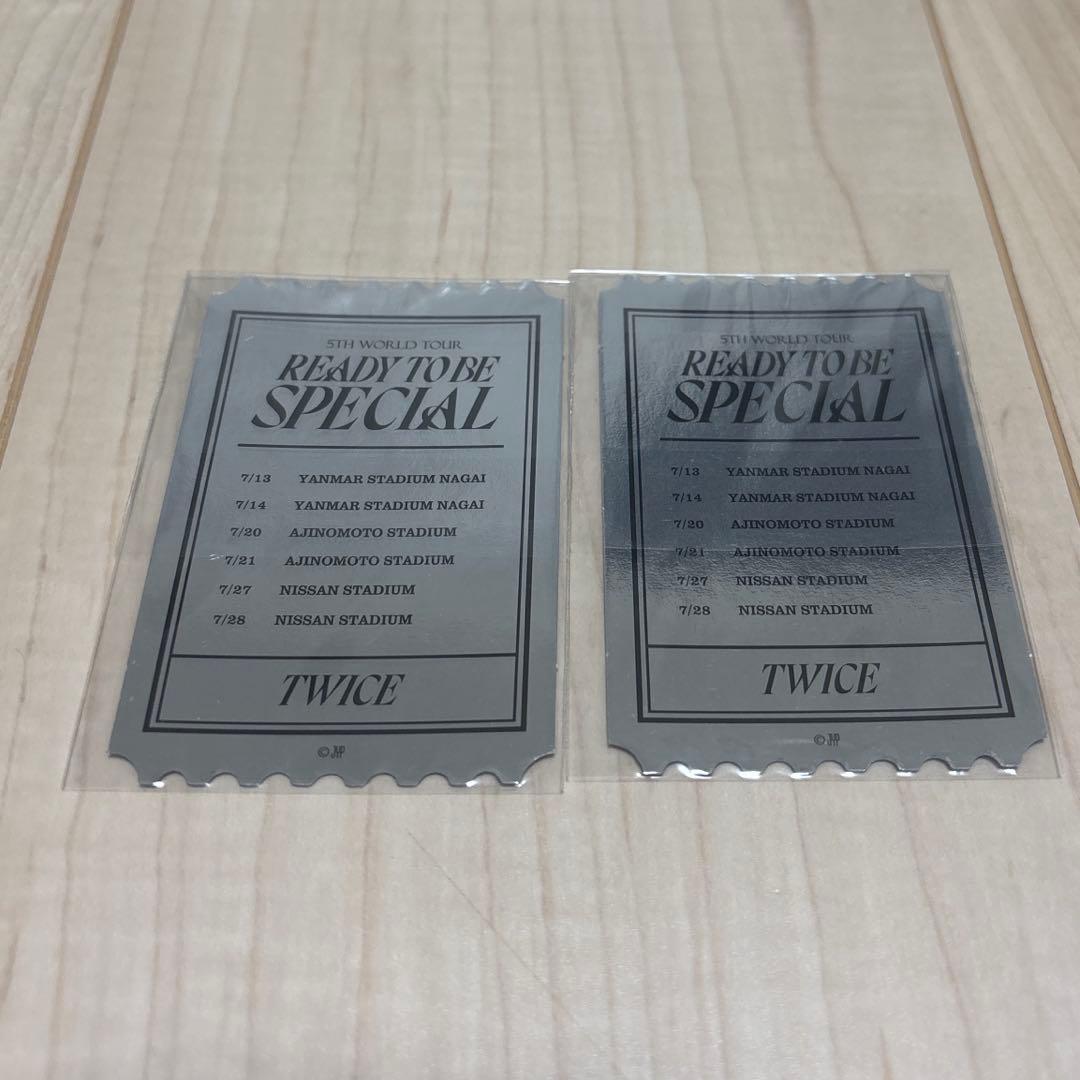 5TH WORLD TOUR
READY TO BE
SPECIAL
7/13 YANMAR STADIUM NAGAI
7/14 YANMAR STADIUM NAGAI
7/20 AJINOMOTO STADIUM
7/21 AJINOMOTO STADIUM
7/27 NISSAN STADIUM
7/28 NISSAN STADIUM
TWICE
© JYP
5TH WORLD TOUR
READY TO BE
SPECIAL
7/13 YANMAR STADIUM NAGAI
7/14 YANMAR STADIUM NAGAI
7/20 AJINOMOTO STADIUM
7/21 AJINOMOTO STADIUM
7/27 NISSAN STADIUM
7/28 NISSAN STADIUM
TWICE
© JYP